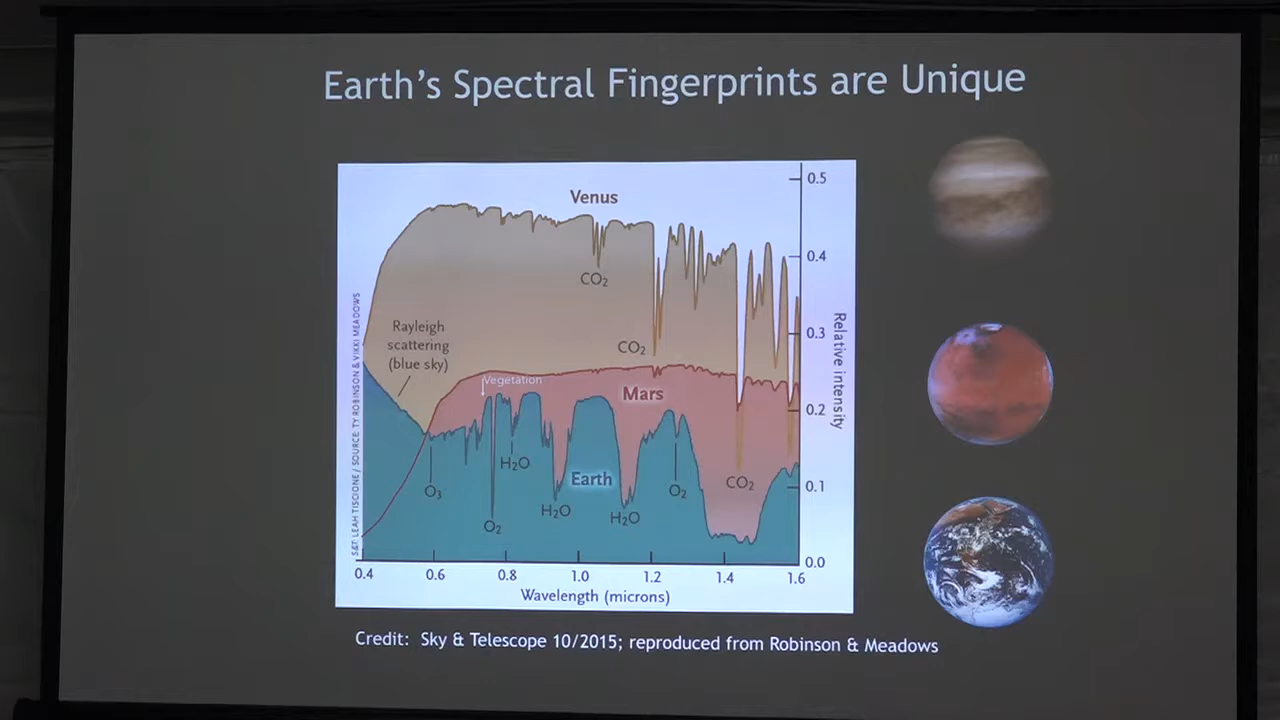 Earth's Spectral Fingerprints are Unique
S&T: LEAH TISCIONE / SOURCE: TY ROBINSON & VIKKI MEADOWS
Venus
CO2
Rayleigh
scattering
(blue sky)
CO2
Vegetation
Mars
H2O
Earth
O3
O2
H2O
H2O
O2
CO2
0.5
0.4
0.3
0.2
0.1
0.0
Relative intensity
0.4 0.6 0.8 1.0 1.2 1.4 1.6
Wavelength (microns)
Credit: Sky & Telescope 10/2015; reproduced from Robinson & Meadows